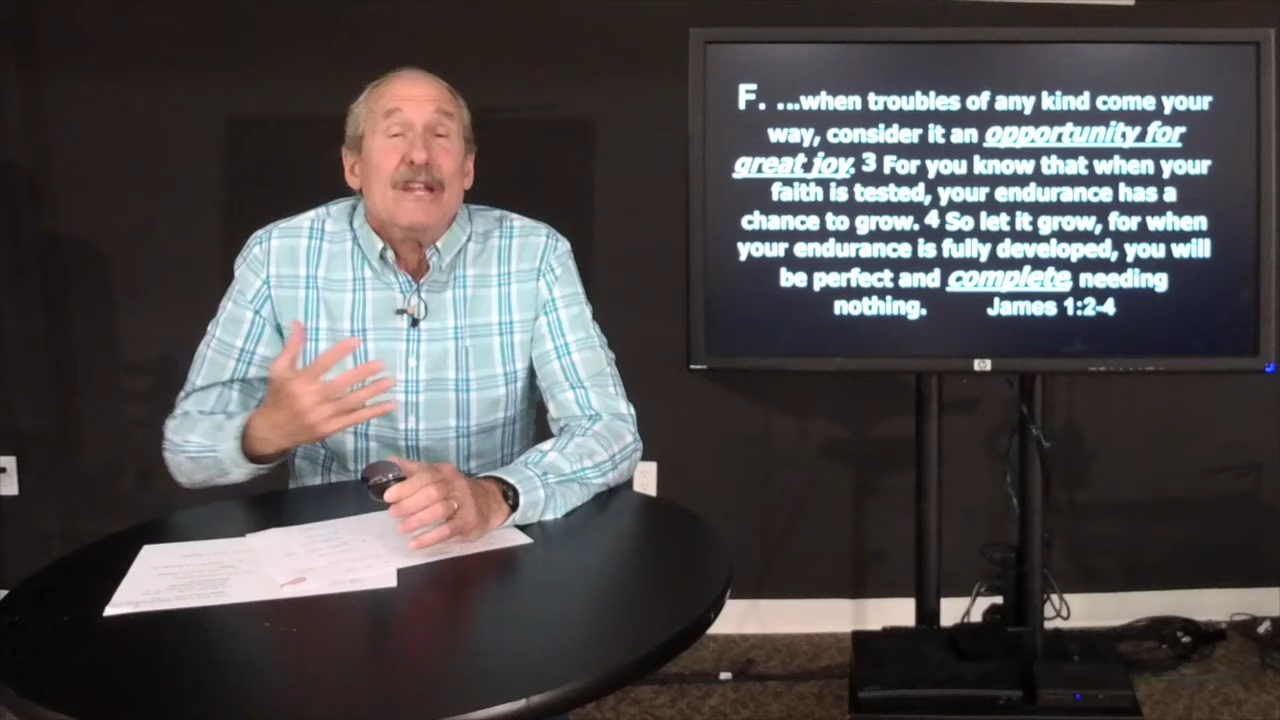 F. ...when troubles of any kind come your
way, consider it an opportunity for
great joy. 3 For you know that when your
faith is tested, your endurance has a
chance to grow. 4 So let it grow, for when
your endurance is fully developed, you will
be perfect and complete, needing
nothing. James 1:2-4
hp